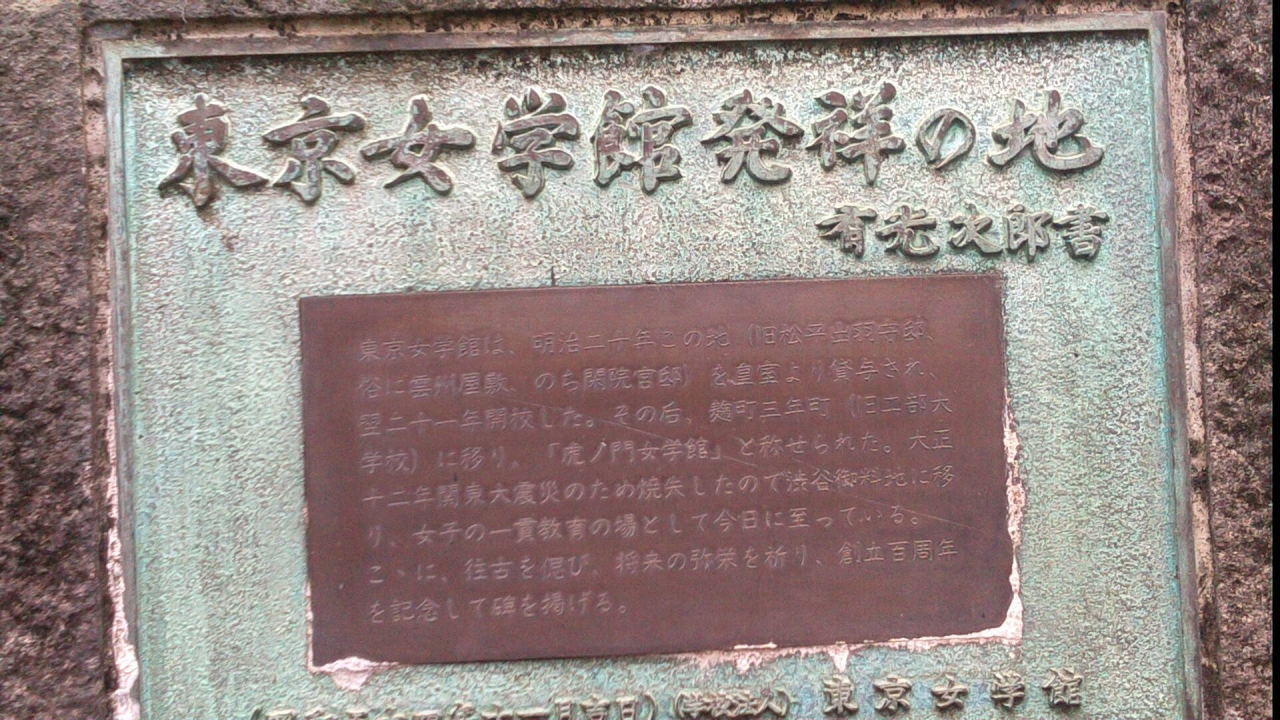 東京女学館発祥の地
有光次郎書
東京女学館は、明治二十年この地（旧松平出羽守邸、
俗に雲州屋敷、のち閑院宮邸）を皇室より貸与され、
翌二十一年開校した。その后、麹町三年町（旧工部大
学校）に移り、「虎ノ門女学館」と称せられた。大正
十二年関東大震災のため焼失したので渋谷御料地に移
り、女子の一貫教育の場として今日に至っている。
こゝに、往古を偲び、将来の弥栄を祈り、創立百周年
を記念して碑を掲げる。
（学校法人）東京女学館